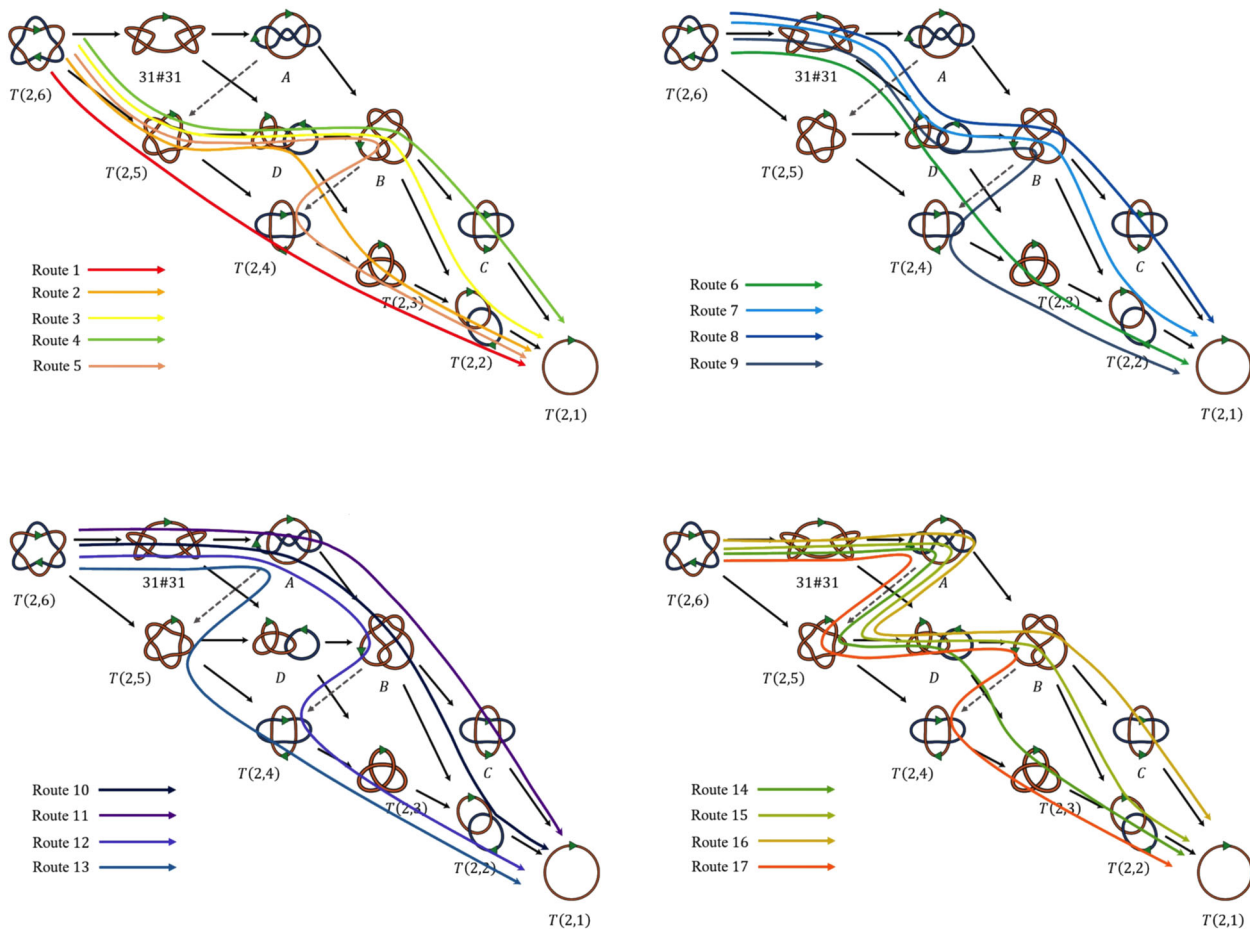 31#31
A
T(2,6)
T(2,5)
D
B
T(2,4)
C
T(2,3)
T(2,2)
T(2,1)
Route 1
Route 2
Route 3
Route 4
Route 5
31#31
A
T(2,6)
T(2,5)
D
B
T(2,4)
C
T(2,3)
T(2,2)
T(2,1)
Route 6
Route 7
Route 8
Route 9
31#31
A
T(2,6)
T(2,5)
D
B
T(2,4)
C
T(2,3)
T(2,2)
T(2,1)
Route 10
Route 11
Route 12
Route 13
31#31
A
T(2,6)
T(2,5)
D
B
T(2,4)
C
T(2,3)
T(2,2)
T(2,1)
Route 14
Route 15
Route 16
Route 17